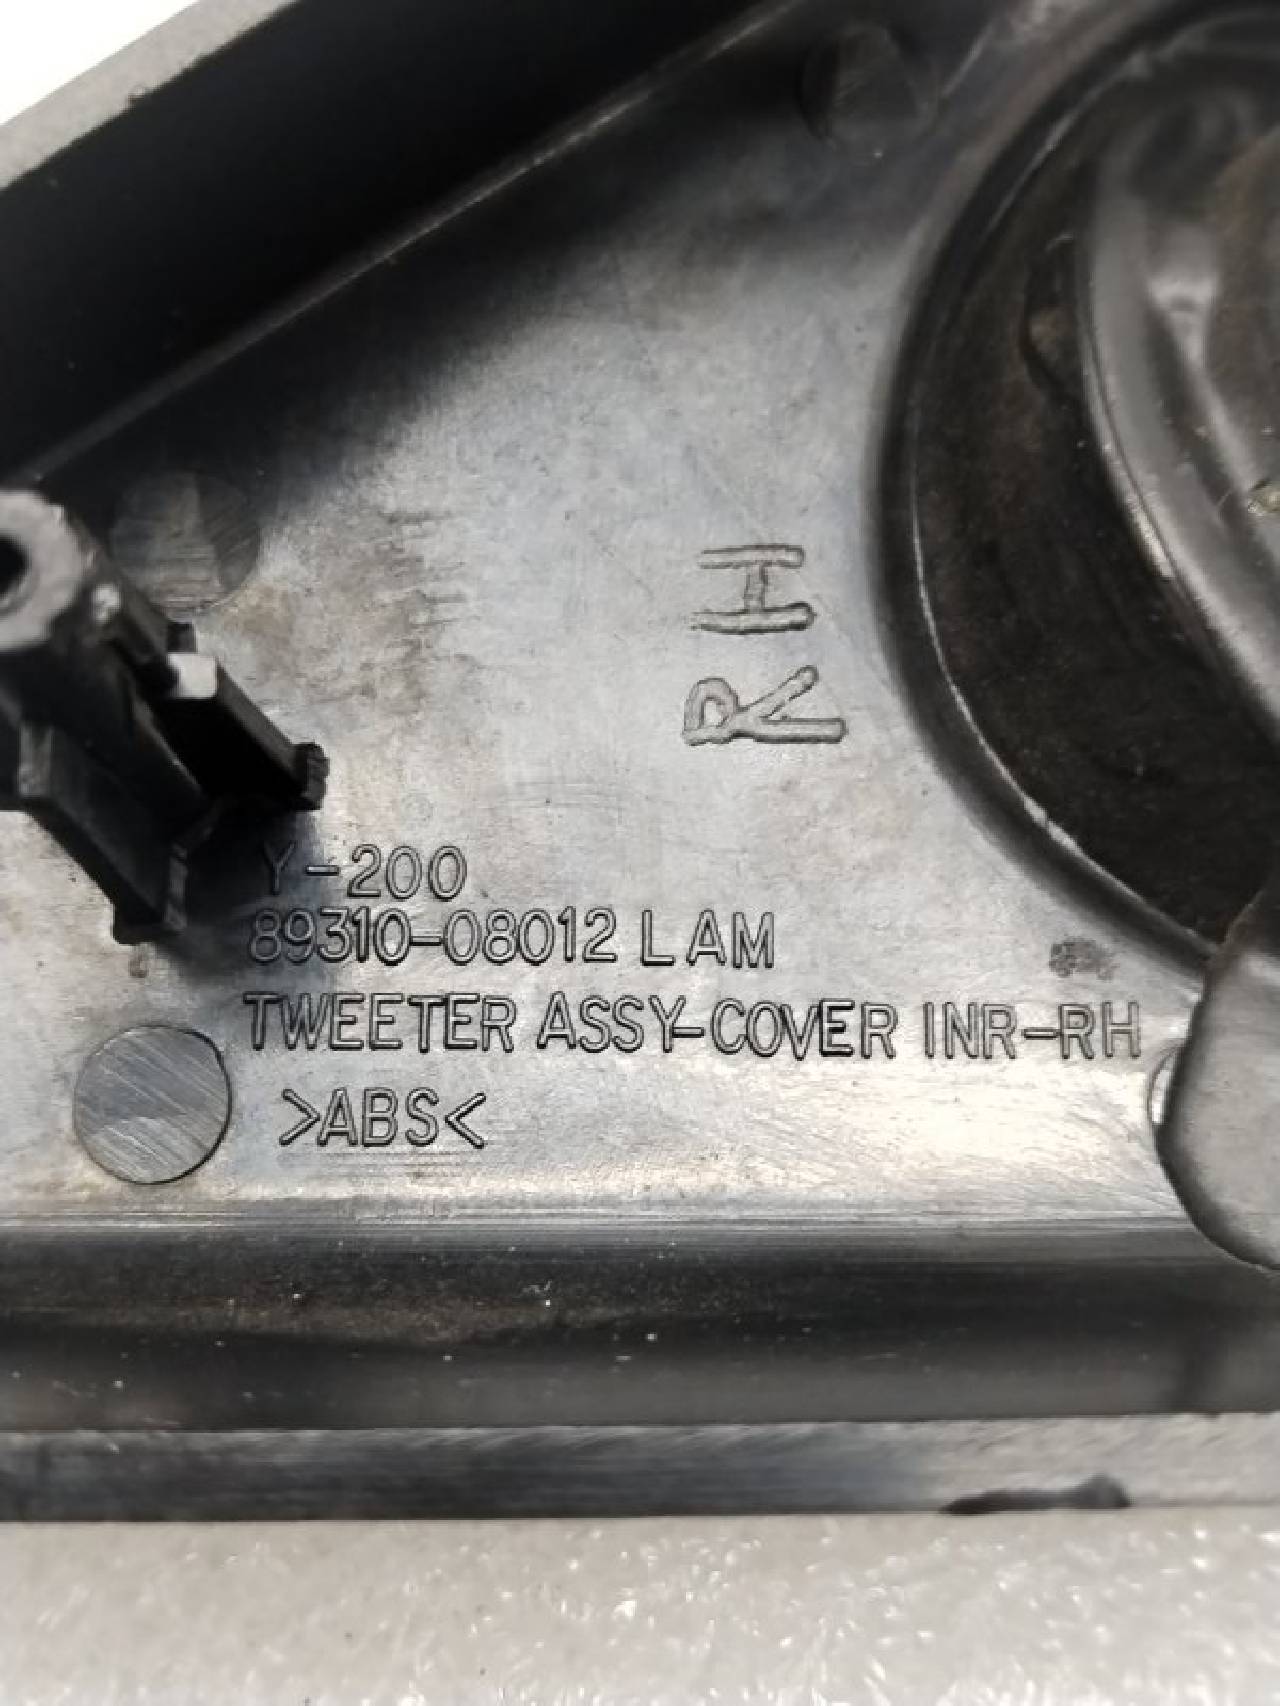 RH
Y-200
89310-08012 LAM
TWEETER ASSY-COVER INR-RH
>ABS<